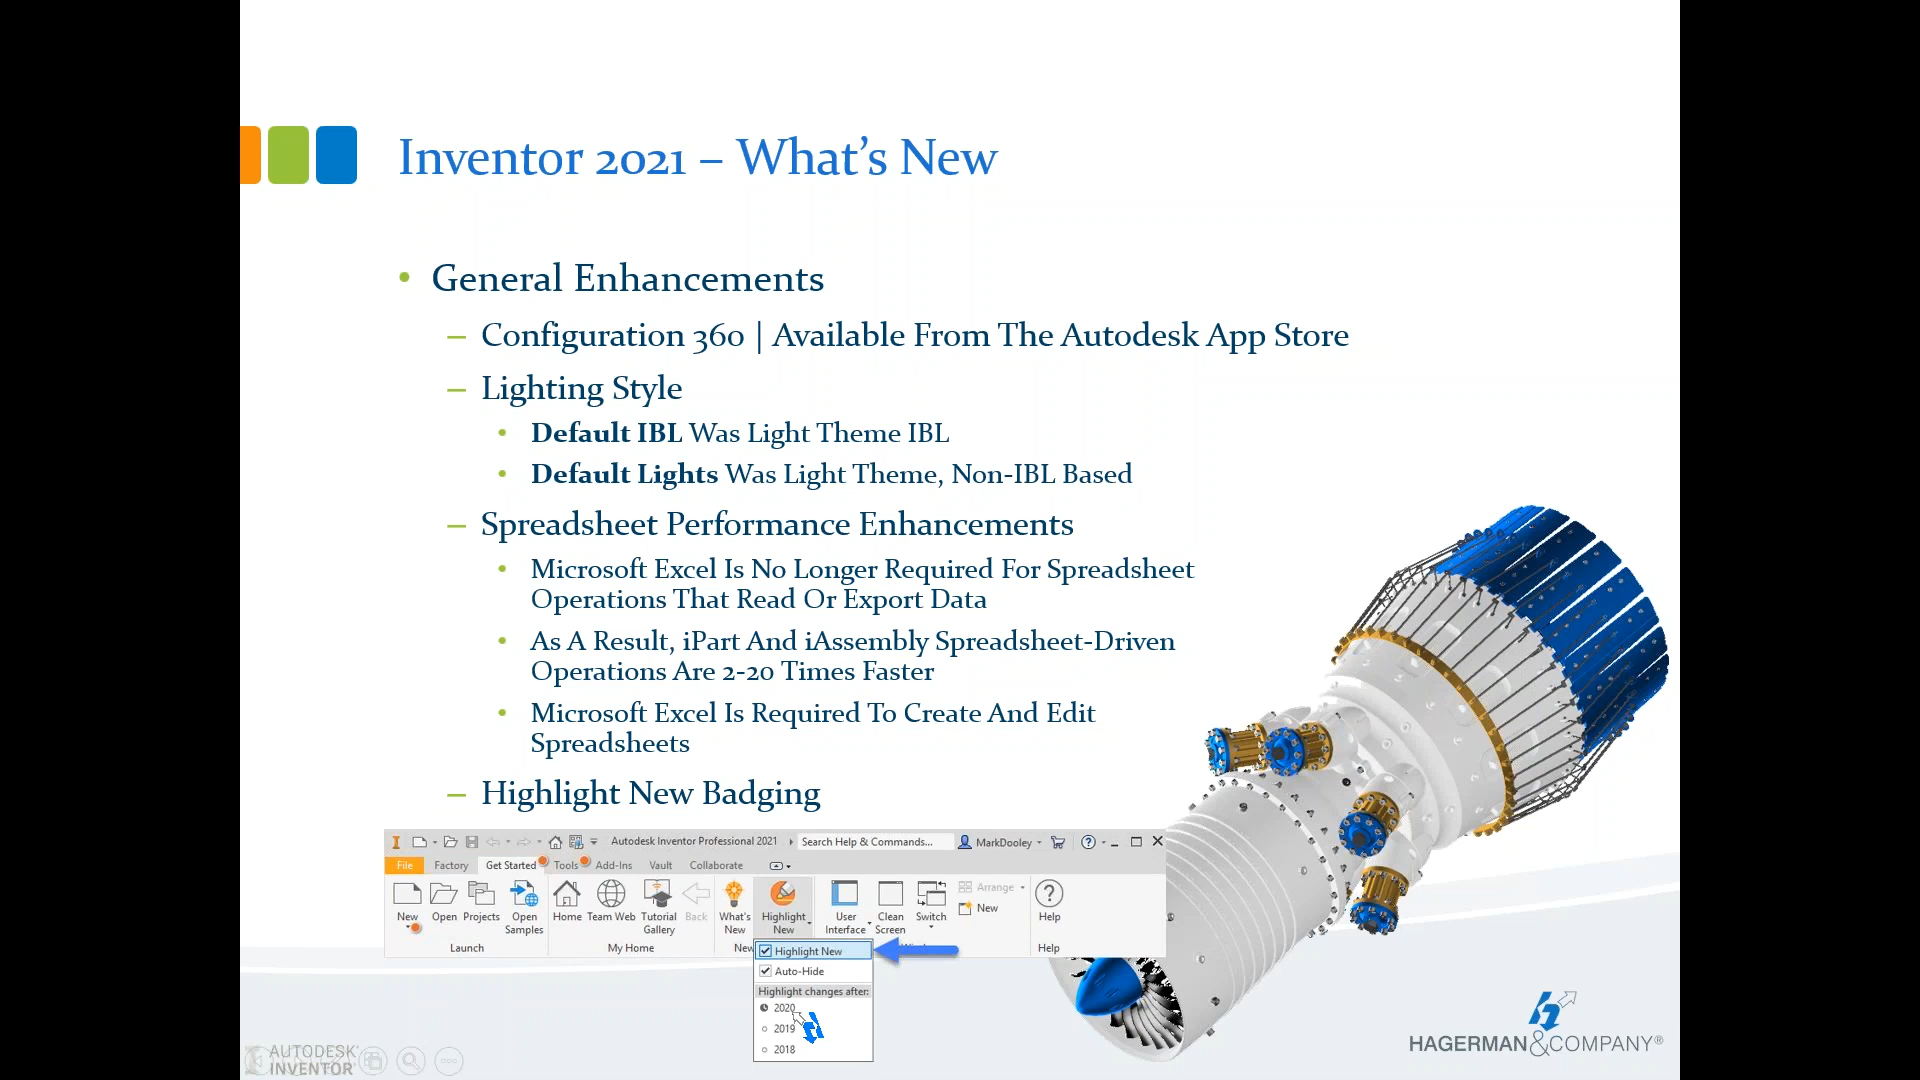 Inventor 2021 – What's New
• General Enhancements
– Configuration 360 | Available From The Autodesk App Store
– Lighting Style
• Default IBL Was Light Theme IBL
• Default Lights Was Light Theme, Non-IBL Based
– Spreadsheet Performance Enhancements
• Microsoft Excel Is No Longer Required For Spreadsheet
Operations That Read Or Export Data
• As A Result, iPart And iAssembly Spreadsheet-Driven
Operations Are 2-20 Times Faster
• Microsoft Excel Is Required To Create And Edit
Spreadsheets
– Highlight New Badging
Autodesk Inventor Professional 2021 Search Help & Commands... MarkDooley
File Factory Get Started Tools Add-Ins Vault Collaborate
New Open Projects Open Samples Home Team Web Tutorial Gallery Back What's New Highlight New User Interface Clean Screen Switch Arrange New Help
Launch My Home New Help
Highlight New
Auto-Hide
Highlight changes after:
2020
2019
2018
HAGERMAN&COMPANY®
AUTODESK®
INVENTOR®